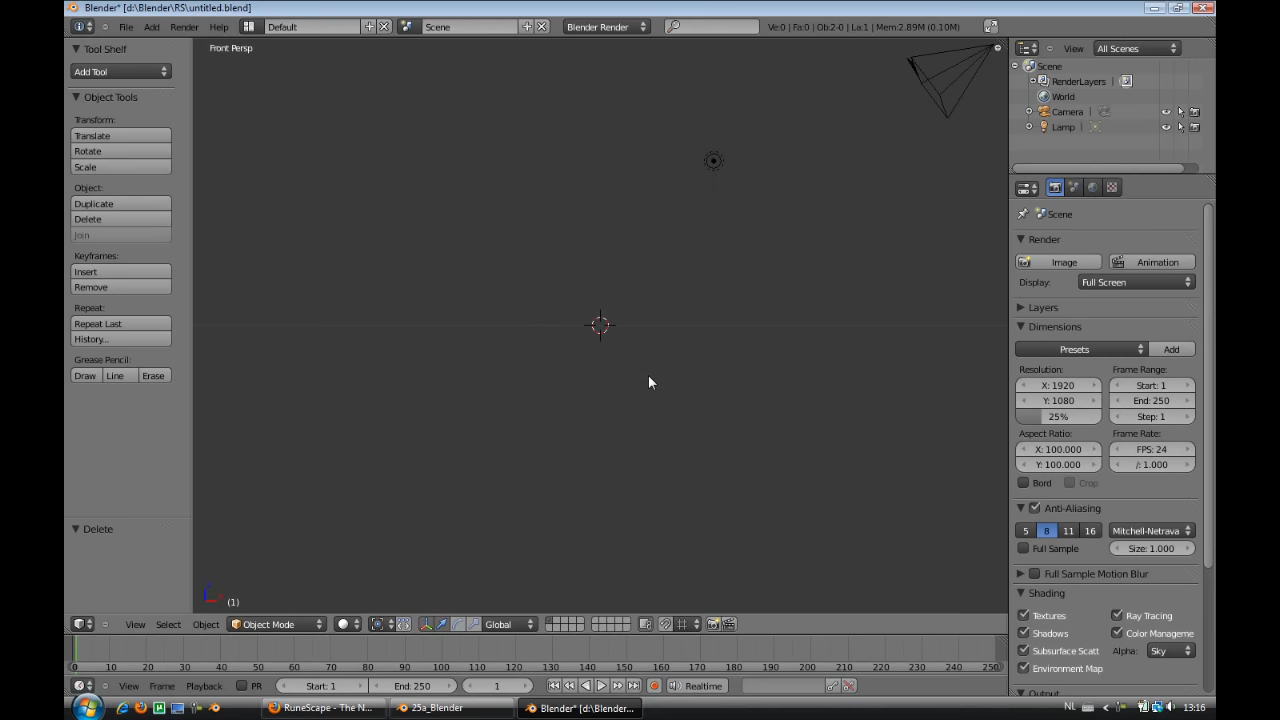 Blender* [d:\Blender\RS\untitled.blend]
File Add Render Help Default Scene Blender Render Ve:0 | Fa:0 | Ob:2-0 | La:1 | Mem:2.89M (0.10M)
Tool Shelf
Add Tool
Object Tools
Transform:
Translate
Rotate
Scale
Object:
Duplicate
Delete
Join
Keyframes:
Insert
Remove
Repeat:
Repeat Last
History...
Grease Pencil:
Draw Line Erase
Delete
Front Persp
(1)
View Select Object Object Mode Global
View All Scenes
Scene
RenderLayers
World
Camera
Lamp
Scene
Render
Image Animation
Display: Full Screen
Layers
Dimensions
Presets Add
Resolution: Frame Range:
X: 1920 Start: 1
Y: 1080 End: 250
25% Step: 1
Aspect Ratio: Frame Rate:
X: 100.000 FPS: 24
Y: 100.000 /: 1.000
Bord Crop
Anti-Aliasing
5 8 11 16 Mitchell-Netrava
Full Sample Size: 1.000
Full Sample Motion Blur
Shading
Textures Ray Tracing
Shadows Color Manageme
Subsurface Scatt Alpha: Sky
Environment Map
Output
0 10 20 30 40 50 60 70 80 90 100 110 120 130 140 150 160 170 180 190 200 210 220 230 240 250
View Frame Playback PR Start: 1 End: 250 1 Realtime
RuneScape - The N... 25a_Blender Blender* [d:\Blender... NL 13:16